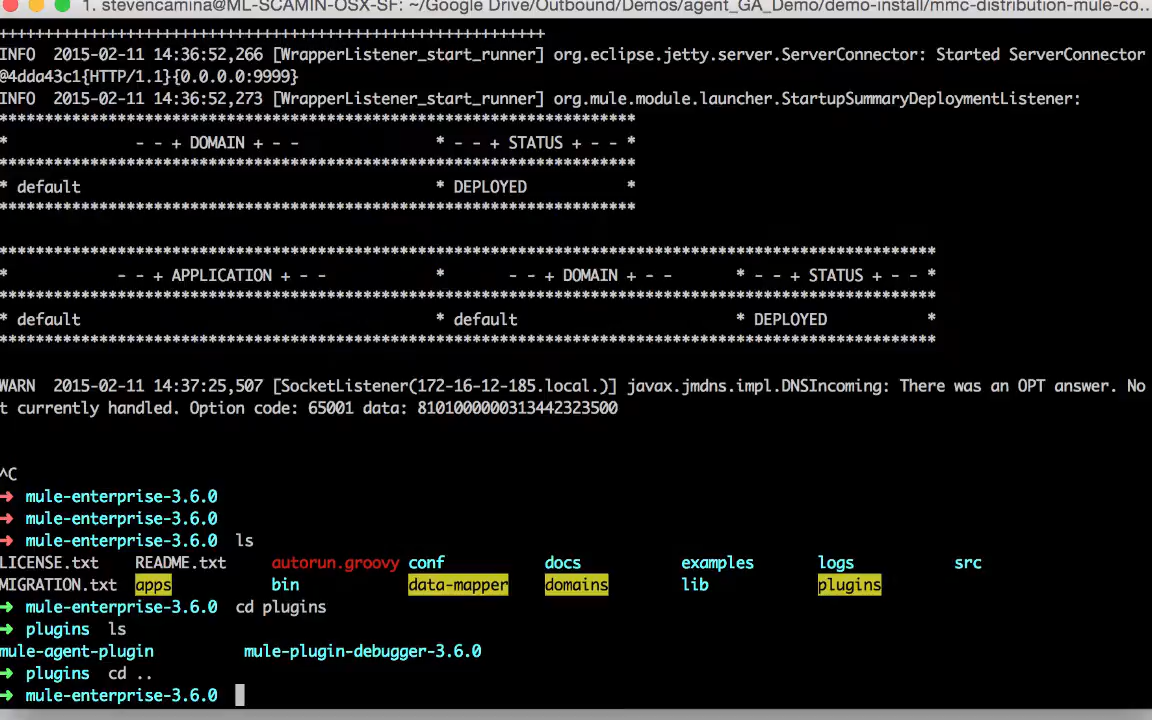 1. stevencamina@ML-SCAMIN-OSX-SF: ~/Google Drive/Outbound/Demos/agent_GA_Demo/demo-install/mmc-distribution-mule-co...
++++++++++++++++++++++++++++++++++++++++++++++++++++++++++++
INFO  2015-02-11 14:36:52,266 [WrapperListener_start_runner] org.eclipse.jetty.server.ServerConnector: Started ServerConnector
@4dda43c1{HTTP/1.1}{0.0.0.0:9999}
INFO  2015-02-11 14:36:52,273 [WrapperListener_start_runner] org.mule.module.launcher.StartupSummaryDeploymentListener:
**********************************************************************
*              - - + DOMAIN + - -               * - - + STATUS + - - *
**********************************************************************
* default                                       * DEPLOYED           *
**********************************************************************
*******************************************************************************************************
*            - - + APPLICATION + - -            *       - - + DOMAIN + - -       * - - + STATUS + - - *
*******************************************************************************************************
* default                                       * default                        * DEPLOYED           *
*******************************************************************************************************
WARN  2015-02-11 14:37:25,507 [SocketListener(172-16-12-185.local.)] javax.jmdns.impl.DNSIncoming: There was an OPT answer. No
t currently handled. Option code: 65001 data: 8101000000313442323500
^C
➜  mule-enterprise-3.6.0
➜  mule-enterprise-3.6.0
➜  mule-enterprise-3.6.0  ls
LICENSE.txt    README.txt     autorun.groovy conf           docs           examples       logs           src
MIGRATION.txt  apps           bin            data-mapper    domains        lib            plugins
➜  mule-enterprise-3.6.0  cd plugins
➜  plugins  ls
mule-agent-plugin          mule-plugin-debugger-3.6.0
➜  plugins  cd ..
➜  mule-enterprise-3.6.0